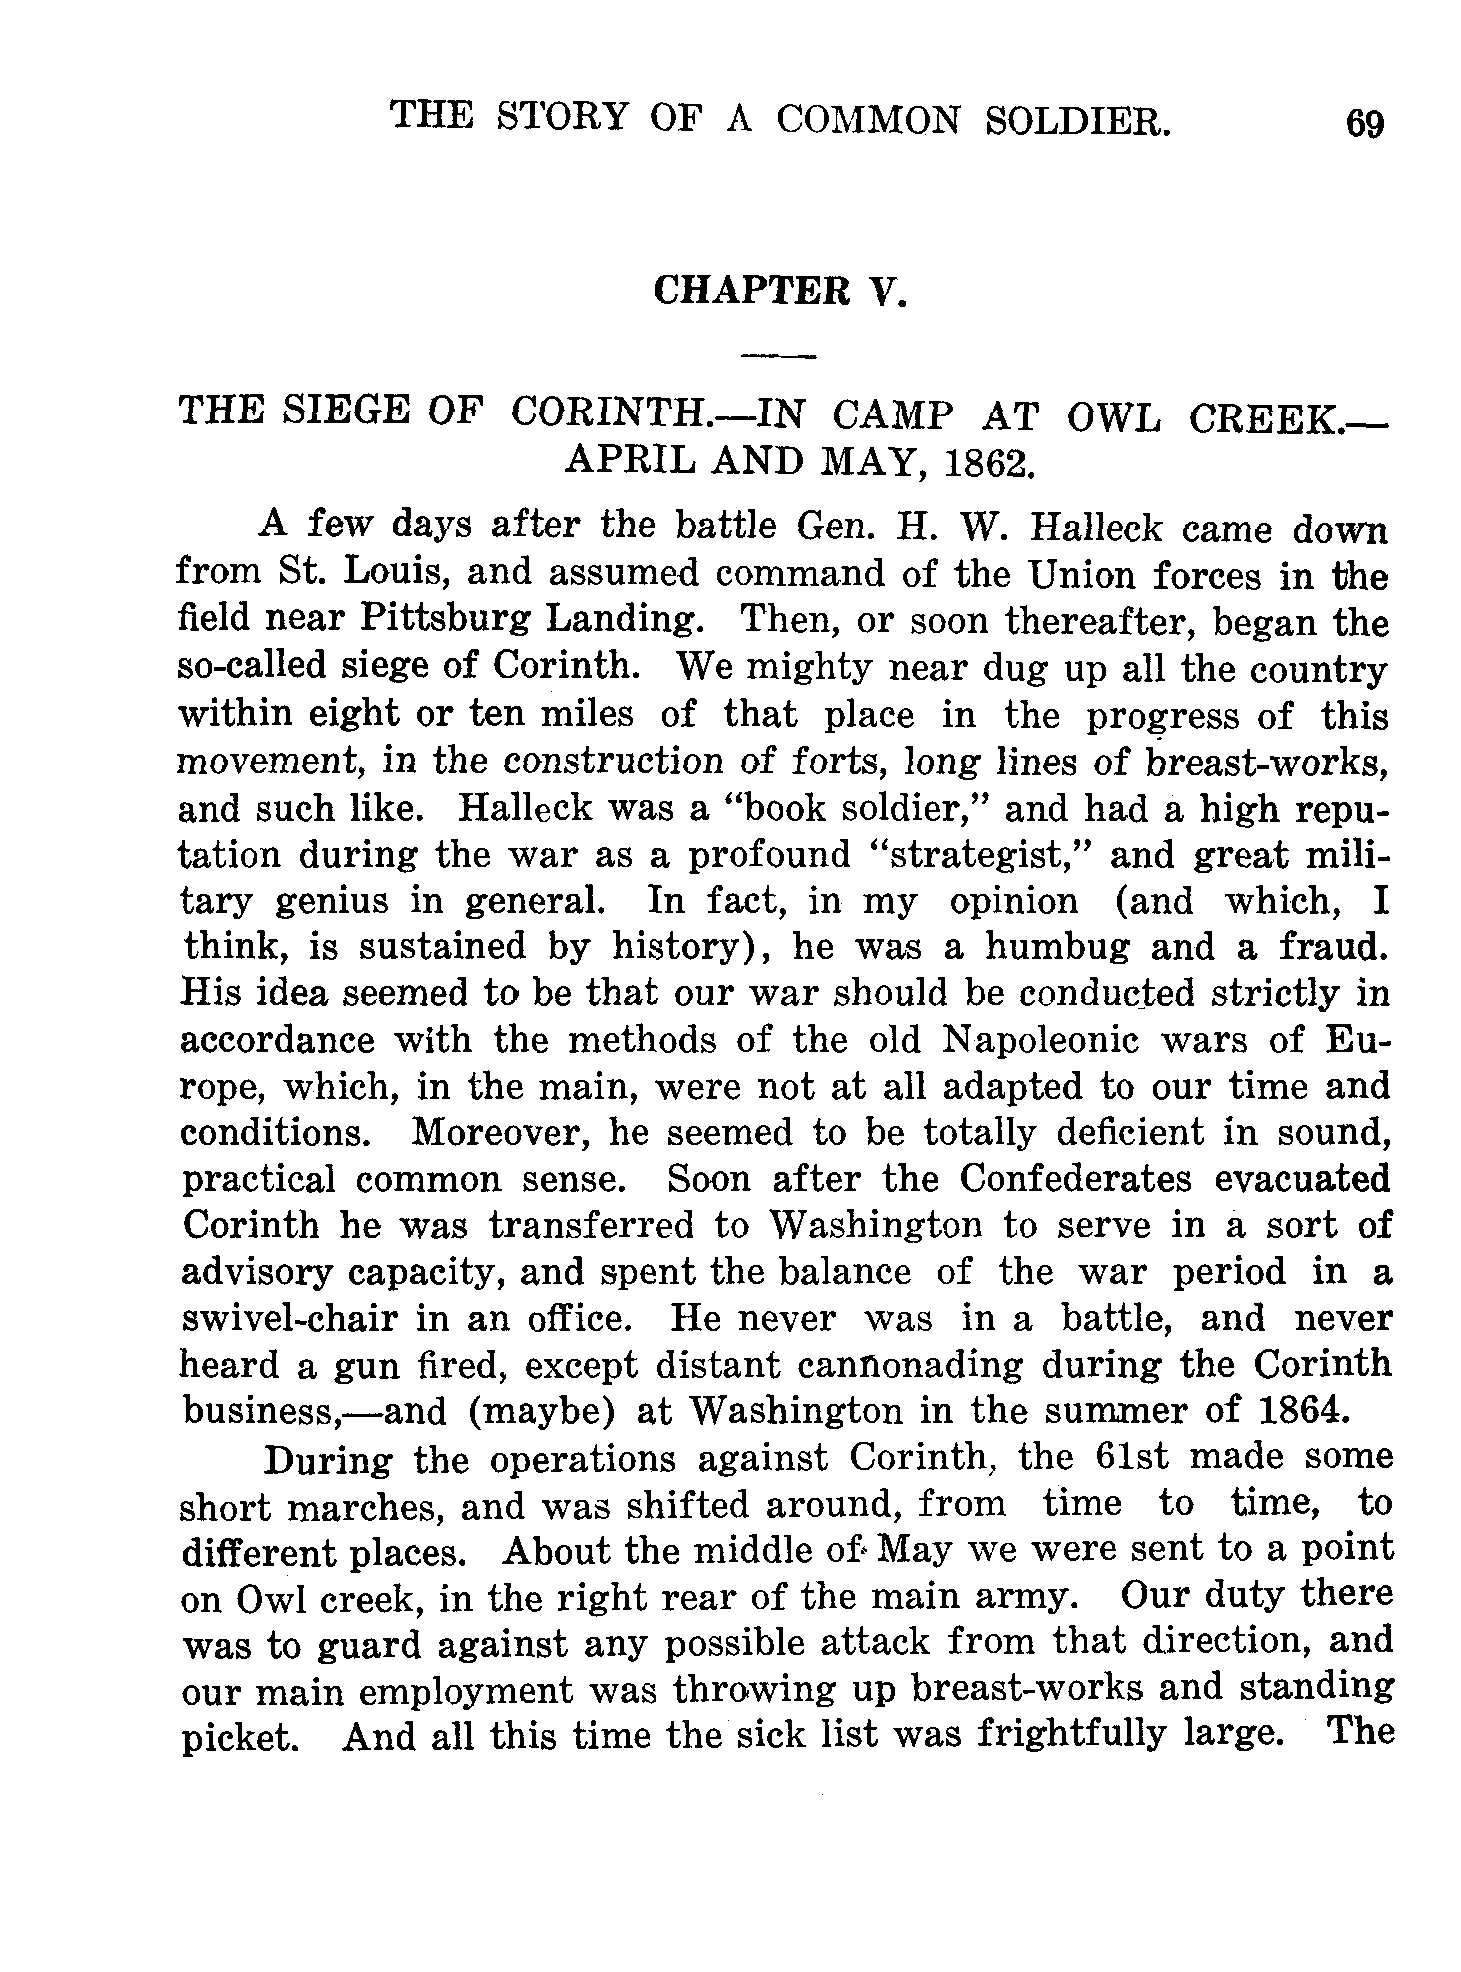 THE STORY OF A COMMON SOLDIER. 69
CHAPTER V.
THE SIEGE OF CORINTH.—IN CAMP AT OWL CREEK.—
APRIL AND MAY, 1862.
A few days after the battle Gen. H. W. Halleck came down
from St. Louis, and assumed command of the Union forces in the
field near Pittsburg Landing. Then, or soon thereafter, began the
so-called siege of Corinth. We mighty near dug up all the country
within eight or ten miles of that place in the progress of this
movement, in the construction of forts, long lines of breast-works,
and such like. Halleck was a “book soldier,” and had a high repu-
tation during the war as a profound “strategist,” and great mili-
tary genius in general. In fact, in my opinion (and which, I
think, is sustained by history), he was a humbug and a fraud.
His idea seemed to be that our war should be conducted strictly in
accordance with the methods of the old Napoleonic wars of Eu-
rope, which, in the main, were not at all adapted to our time and
conditions. Moreover, he seemed to be totally deficient in sound,
practical common sense. Soon after the Confederates evacuated
Corinth he was transferred to Washington to serve in a sort of
advisory capacity, and spent the balance of the war period in a
swivel-chair in an office. He never was in a battle, and never
heard a gun fired, except distant cannonading during the Corinth
business,—and (maybe) at Washington in the summer of 1864.
During the operations against Corinth, the 61st made some
short marches, and was shifted around, from time to time, to
different places. About the middle of May we were sent to a point
on Owl creek, in the right rear of the main army. Our duty there
was to guard against any possible attack from that direction, and
our main employment was throwing up breast-works and standing
picket. And all this time the sick list was frightfully large. The